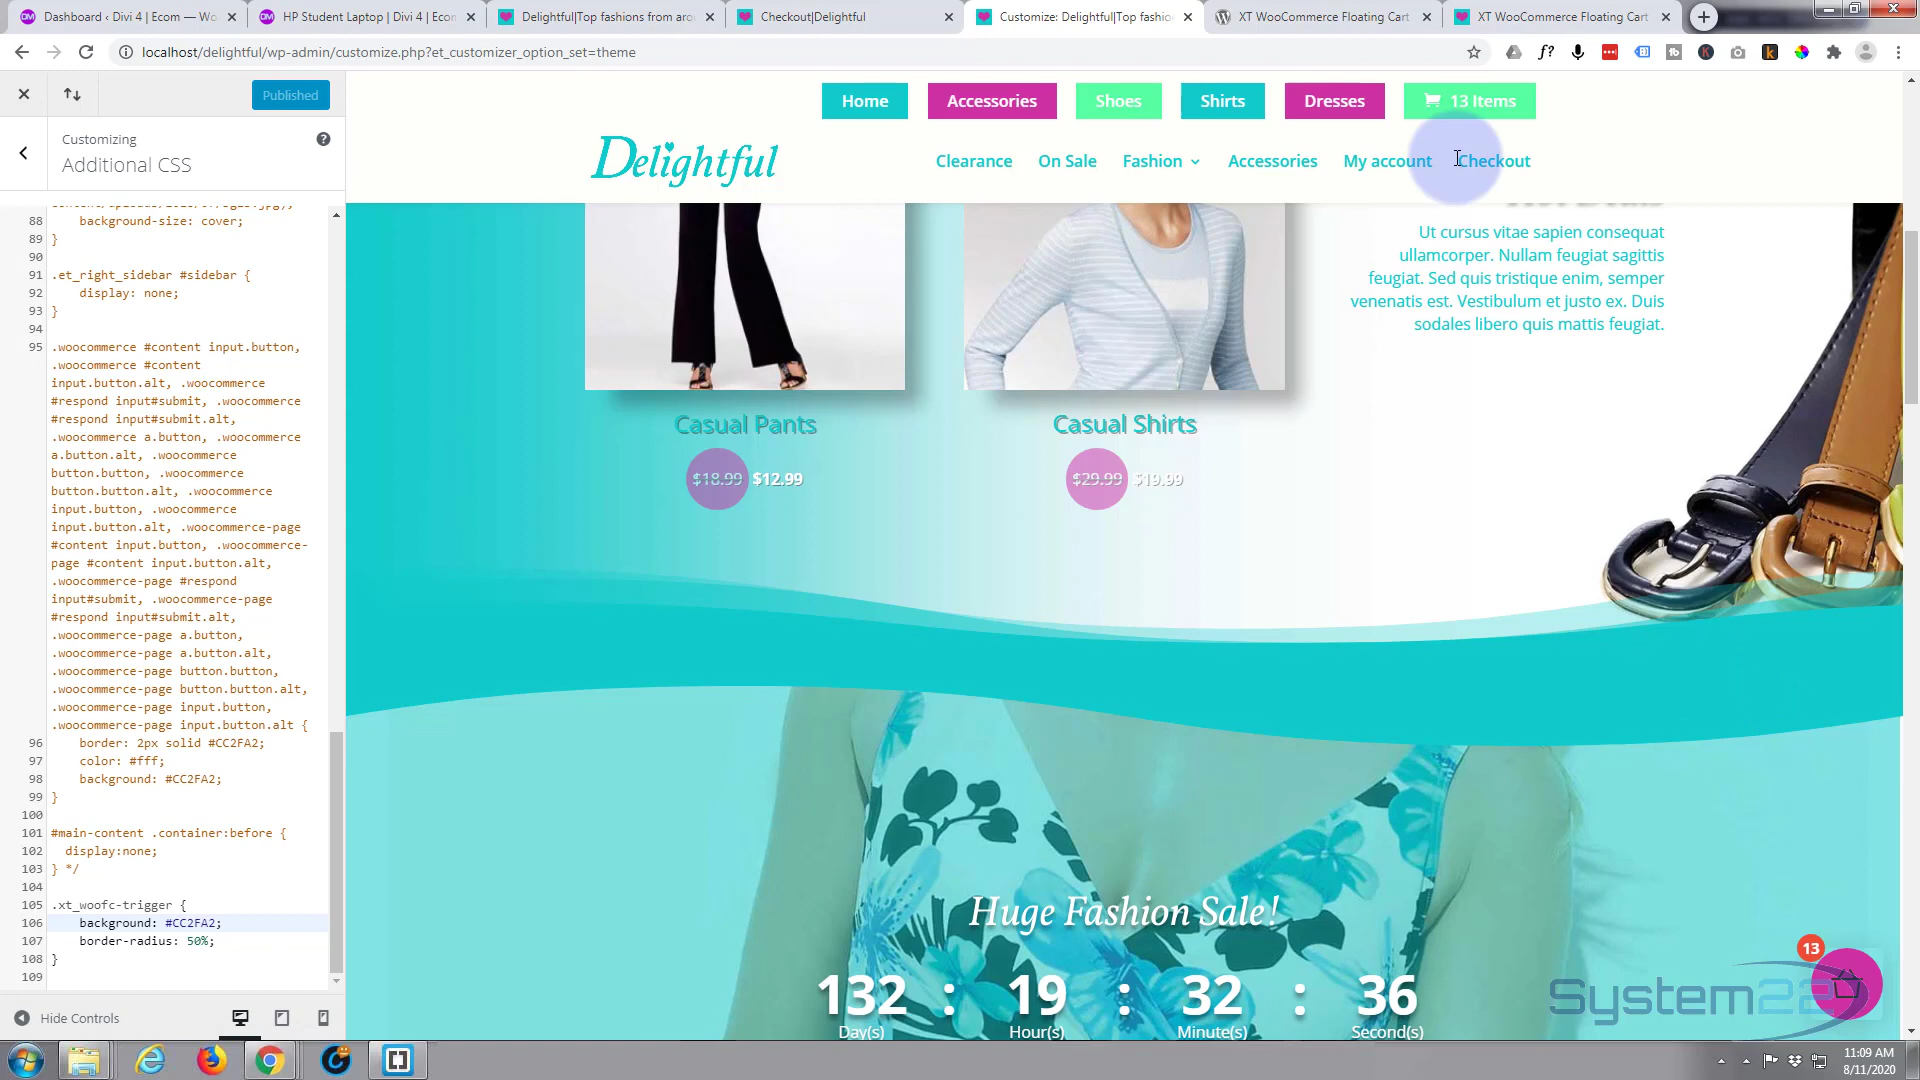 Dashboard ‹ Divi 4 | Ecom — Wo
HP Student Laptop | Divi 4 | Econ
Delightful|Top fashions from aro
Checkout|Delightful
Customize: Delightful|Top fashio
XT WooCommerce Floating Cart
XT WooCommerce Floating Cart
localhost/delightful/wp-admin/customize.php?et_customizer_option_set=theme
Published
Customizing
Additional CSS
88 background-size: cover;
89 }
90
91 .et_right_sidebar #sidebar {
92 display: none;
93 }
94
95 .woocommerce #content input.button,
.woocommerce #content
input.button.alt, .woocommerce
#respond input#submit, .woocommerce
#respond input#submit.alt,
.woocommerce a.button, .woocommerce
a.button.alt, .woocommerce
button.button, .woocommerce
button.button.alt, .woocommerce
input.button, .woocommerce
input.button.alt, .woocommerce-page
#content input.button, .woocommerce-
page #content input.button.alt,
.woocommerce-page #respond
input#submit, .woocommerce-page
#respond input#submit.alt,
.woocommerce-page a.button,
.woocommerce-page a.button.alt,
.woocommerce-page button.button,
.woocommerce-page button.button.alt,
.woocommerce-page input.button,
.woocommerce-page input.button.alt {
96 border: 2px solid #CC2FA2;
97 color: #fff;
98 background: #CC2FA2;
99 }
100
101 #main-content .container:before {
102 display:none;
103 } */
104
105 .xt_woofc-trigger {
106 background: #CC2FA2;
107 border-radius: 50%;
108 }
109
Hide Controls
Home
Accessories
Shoes
Shirts
Dresses
13 Items
Delightful
Clearance
On Sale
Fashion
Accessories
My account
Checkout
Ut cursus vitae sapien consequat
ullamcorper. Nullam feugiat sagittis
feugiat. Sed quis tristique enim, semper
venenatis est. Vestibulum et justo ex. Duis
sodales libero quis mattis feugiat.
Casual Pants
$18.99 $12.99
Casual Shirts
$29.99 $19.99
Huge Fashion Sale!
132 : 19 : 32 : 36
Day(s)
Hour(s)
Minute(s)
Second(s)
13
System22
11:09 AM
8/11/2020